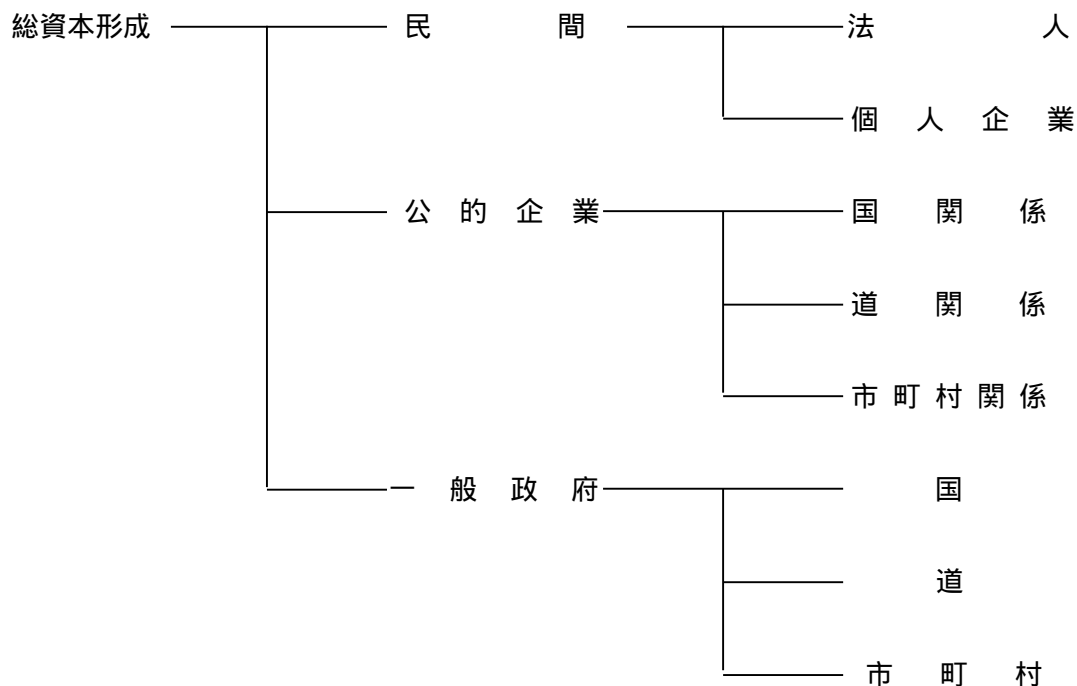 総資本形成 民間 法人
個人企業
公的企業 国関係
道関係
市町村関係
一般政府 国
道
市町村